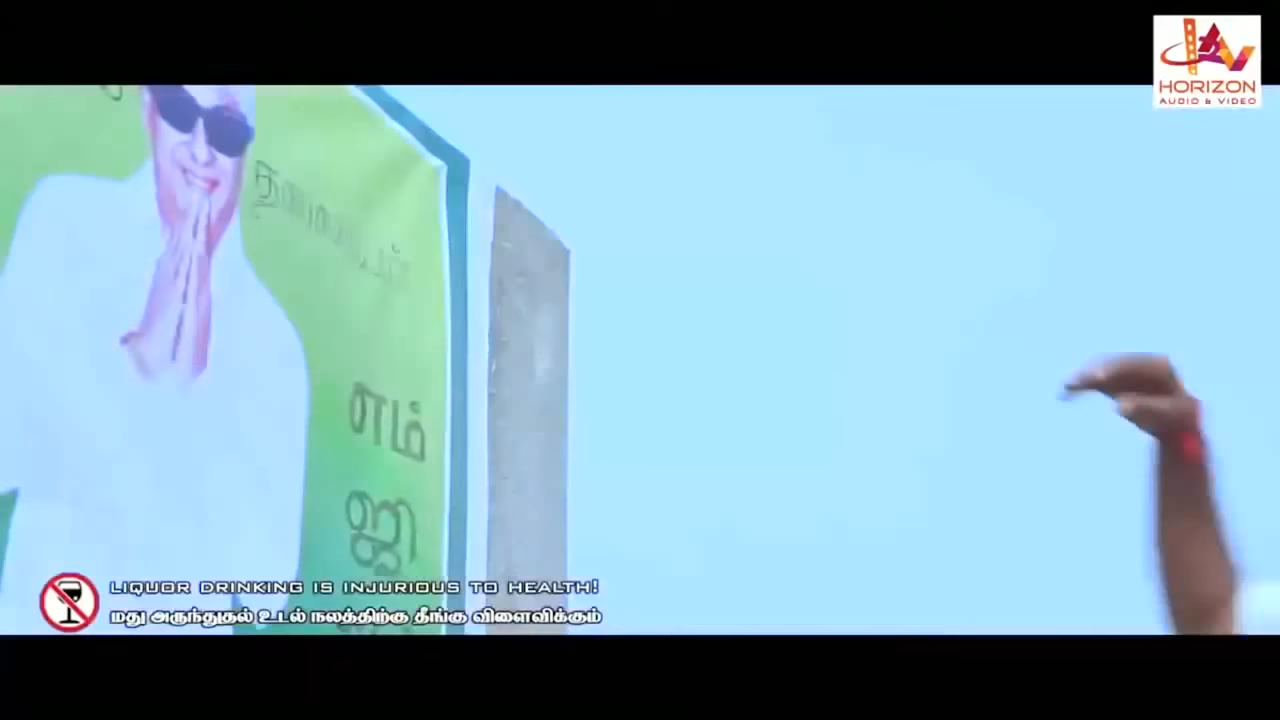 HORIZON
AUDIO & VIDEO
எம்
ஜி
LIQUOR DRINKING IS INJURIOUS TO HEALTH!
மது அருந்துதல் உடல் நலத்திற்கு தீங்கு விளைவிக்கும்